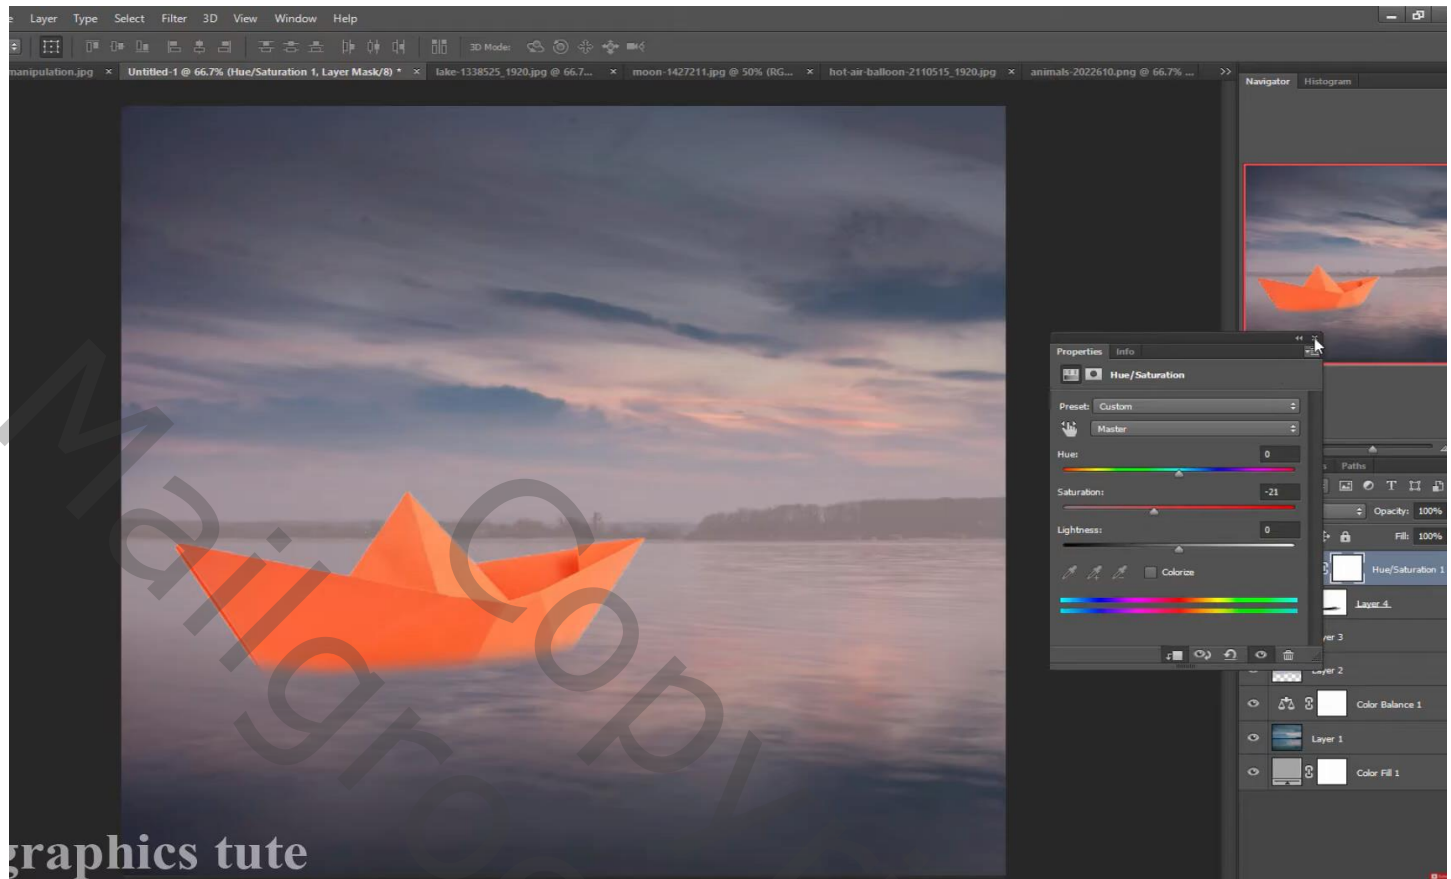 Layer Type Select Filter 3D View Window Help
3D Mode:
manipulation.jpg × Untitled-1 @ 66.7% (Hue/Saturation 1, Layer Mask/8) * × lake-1338525_1920.jpg @ 66.7... × moon-1427211.jpg @ 50% (RG... × hot-air-balloon-2110515_1920.jpg × animals-2022610.png @ 66.7% ...
Navigator Histogram
Properties Info
Hue/Saturation
Preset: Custom
Master
Hue: 0
Saturation: -21
Lightness: 0
Colorize
Paths
Opacity: 100%
Fill: 100%
Hue/Saturation 1
Layer 4
Layer 2
Color Balance 1
Layer 1
Color Fill 1
graphics tute